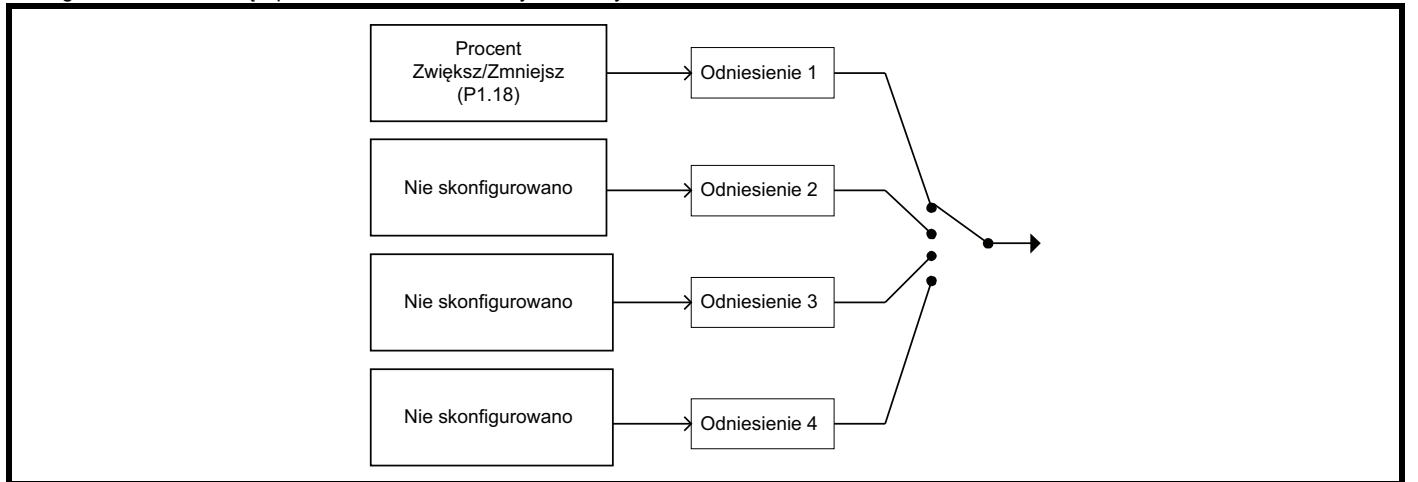 Procent
Zwiększ/Zmniejsz
(P1.18)
Odniesienie 1
Nie skonfigurowano
Odniesienie 2
Nie skonfigurowano
Odniesienie 3
Nie skonfigurowano
Odniesienie 4